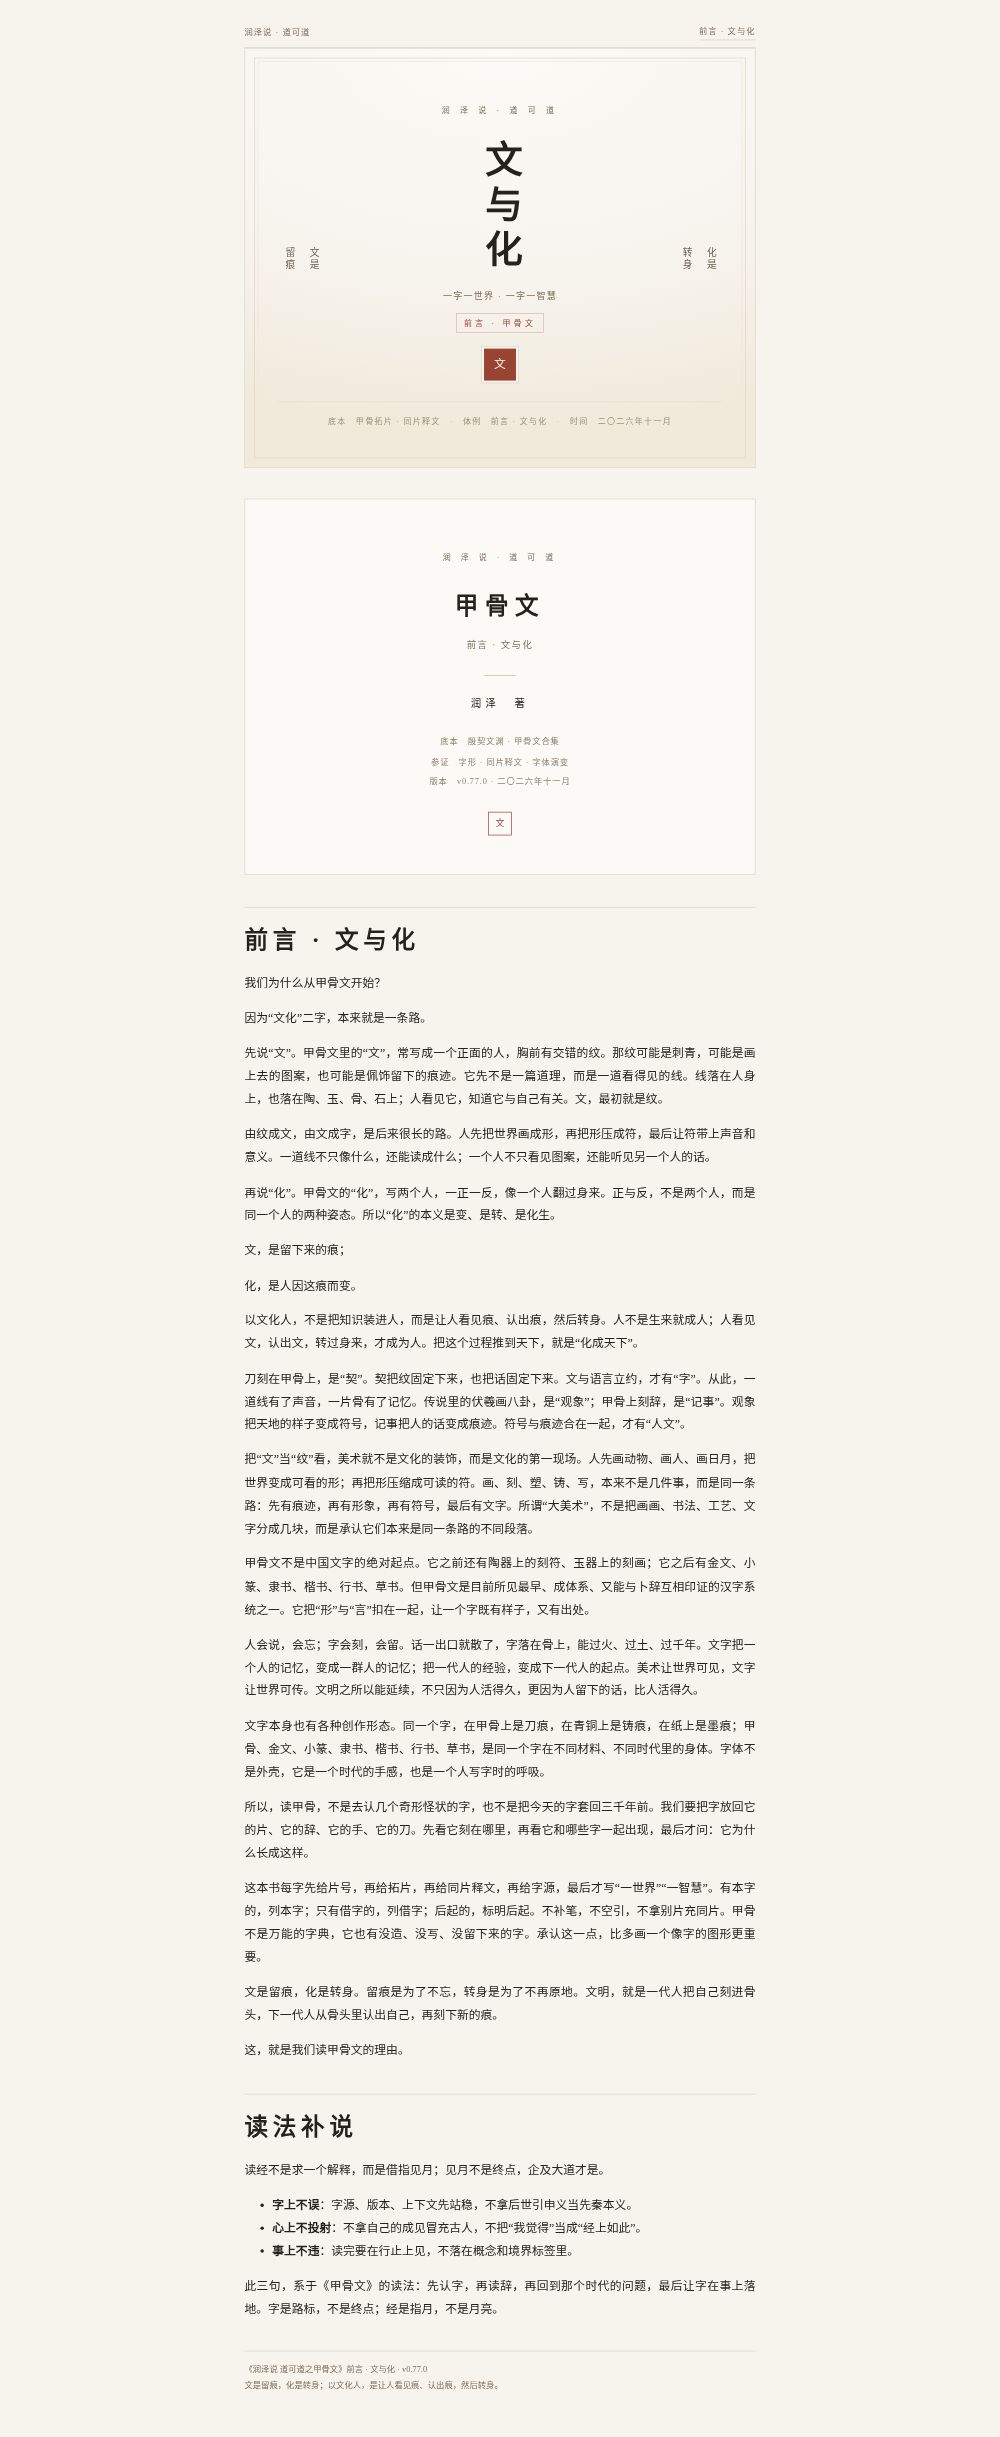 润泽说 · 道可道
前言 · 文与化
润泽说 · 道可道
文与化
文是留痕
化是转身
一字一世界 · 一字一智慧
前言 · 甲骨文
文
底本 甲骨拓片 · 同片释文 · 体例 前言 · 文与化 · 时间 二〇二六年十一月
润泽说 · 道可道
甲骨文
前言 · 文与化
润泽 著
底本 殷契文渊 · 甲骨文合集
参证 字形 · 同片释文 · 字体演变
版本 v0.77.0 · 二〇二六年十一月
文
前言 · 文与化
我们为什么从甲骨文开始？
因为“文化”二字，本来就是一条路。
先说“文”。甲骨文里的“文”，常写成一个正面的人，胸前有交错的纹。那纹可能是刺青，可能是画
上去的图案，也可能是佩饰留下的痕迹。它先不是一篇道理，而是一道看得见的线。线落在人身
上，也落在陶、玉、骨、石上；人看见它，知道它与自己有关。文，最初就是纹。
由纹成文，由文成字，是后来很长的路。人先把世界画成形，再把形压成符，最后让符带上声音和
意义。一道线不只像什么，还能读成什么；一个人不只看见图案，还能听见另一个人的话。
再说“化”。甲骨文的“化”，写两个人，一正一反，像一个人翻过身来。正与反，不是两个人，而是
同一个人的两种姿态。所以“化”的本义是变、是转、是化生。
文，是留下来的痕；
化，是人因这痕而变。
以文化人，不是把知识装进人，而是让人看见痕、认出痕，然后转身。人不是生来就成人；人看见
文，认出文，转过身来，才成为人。把这个过程推到天下，就是“化成天下”。
刀刻在甲骨上，是“契”。契把纹固定下来，也把话固定下来。文与语言立约，才有“字”。从此，一
道线有了声音，一片骨有了记忆。传说里的伏羲画八卦，是“观象”；甲骨上刻辞，是“记事”。观象
把天地的样子变成符号，记事把人的话变成痕迹。符号与痕迹合在一起，才有“人文”。
把“文”当“纹”看，美术就不是文化的装饰，而是文化的第一现场。人先画动物、画人、画日月，把
世界变成可看的形；再把形压缩成可读的符。画、刻、塑、铸、写，本来不是几件事，而是同一条
路：先有痕迹，再有形象，再有符号，最后有文字。所谓“大美术”，不是把画画、书法、工艺、文
字分成几块，而是承认它们本来是同一条路的不同段落。
甲骨文不是中国文字的绝对起点。它之前还有陶器上的刻符、玉器上的刻画；它之后有金文、小
篆、隶书、楷书、行书、草书。但甲骨文是目前所见最早、成体系、又能与卜辞互相印证的汉字系
统之一。它把“形”与“言”扣在一起，让一个字既有样子，又有出处。
人会说，会忘；字会刻，会留。话一出口就散了，字落在骨上，能过火、过土、过千年。文字把一
个人的记忆，变成一群人的记忆；把一代人的经验，变成下一代人的起点。美术让世界可见，文字
让世界可传。文明之所以能延续，不只因为人活得久，更因为人留下的话，比人活得久。
文字本身也有各种创作形态。同一个字，在甲骨上是刀痕，在青铜上是铸痕，在纸上是墨痕；甲
骨、金文、小篆、隶书、楷书、行书、草书，是同一个字在不同材料、不同时代里的身体。字体不
是外壳，它是一个时代的手感，也是一个人写字时的呼吸。
所以，读甲骨，不是去认几个奇形怪状的字，也不是把今天的字套回三千年前。我们要把字放回它
的片、它的辞、它的手、它的刀。先看它刻在哪里，再看它和哪些字一起出现，最后才问：它为什
么长成这样。
这本书每字先给片号，再给拓片，再给同片释文，再给字源，最后才写“一世界”“一智慧”。有本字
的，列本字；只有借字的，列借字；后起的，标明后起。不补笔，不空引，不拿别片充同片。甲骨
不是万能的字典，它也有没造、没写、没留下来的字。承认这一点，比多画一个像字的图形更重
要。
文是留痕，化是转身。留痕是为了不忘，转身是为了不再原地。文明，就是一代人把自己刻进骨
头，下一代人从骨头里认出自己，再刻下新的痕。
这，就是我们读甲骨文的理由。
读法补说
读经不是求一个解释，而是借指见月；见月不是终点，企及大道才是。
• 字上不误：字源、版本、上下文先站稳，不拿后世引申义当先秦本义。
• 心上不投射：不拿自己的成见冒充古人，不把“我觉得”当成“经上如此”。
• 事上不违：读完要在行止上见，不落在概念和境界标签里。
此三句，系于《甲骨文》的读法：先认字，再读辞，再回到那个时代的问题，最后让字在事上落
地。字是路标，不是终点；经是指月，不是月亮。
《润泽说 道可道之甲骨文》前言 · 文与化 · v0.77.0
文是留痕，化是转身；以文化人，是让人看见痕、认出痕，然后转身。